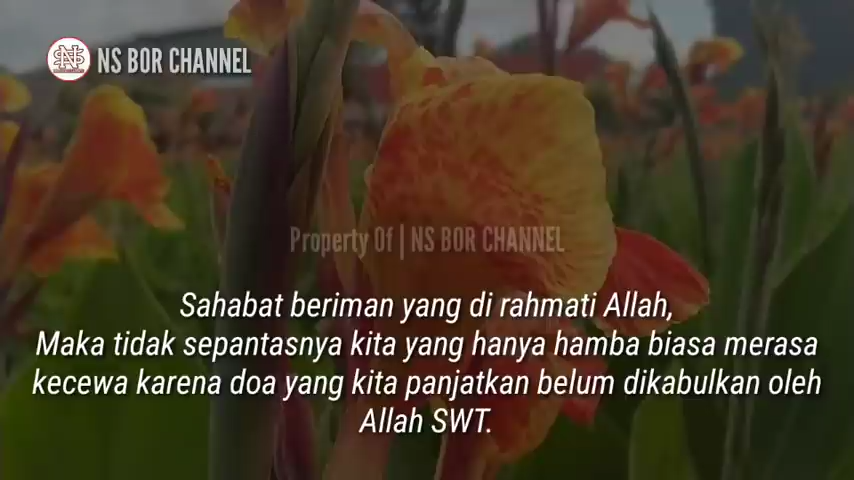 NS BOR CHANNEL
Property Of | NS BOR CHANNEL
Sahabat beriman yang di rahmati Allah,
Maka tidak sepantasnya kita yang hanya hamba biasa merasa
kecewa karena doa yang kita panjatkan belum dikabulkan oleh
Allah SWT.